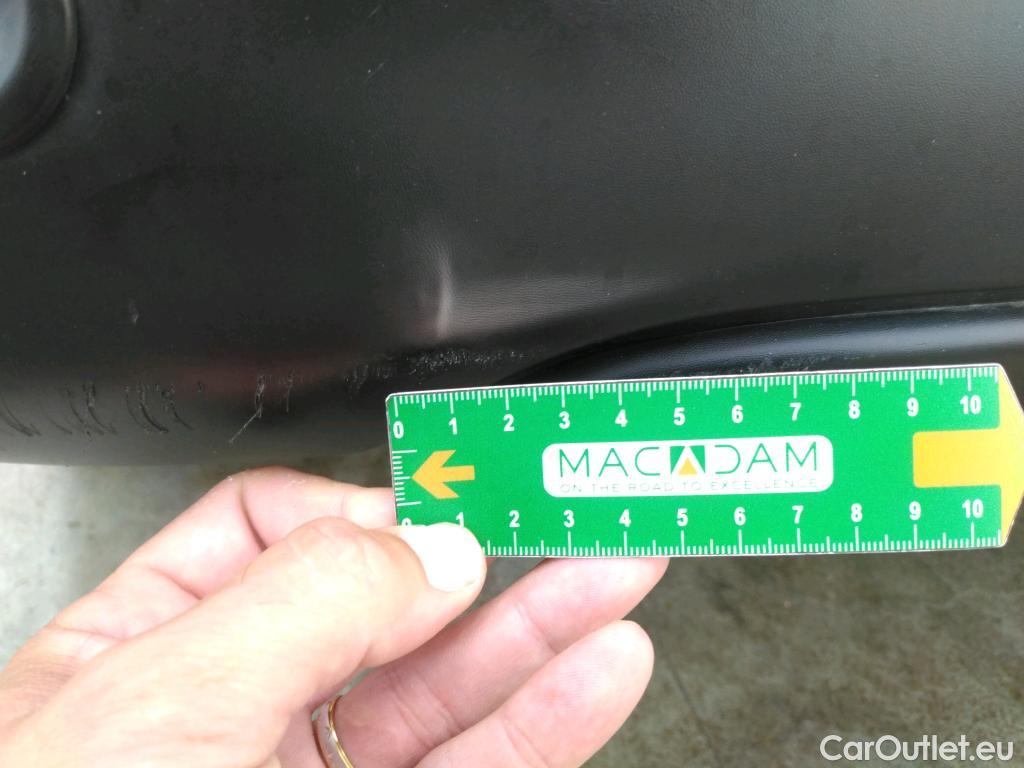 0 1 2 3 4 5 6 7 8 9 10
MACADAM
ON THE ROAD TO EXCELLENCE
0 1 2 3 4 5 6 7 8 9 10
CarOutlet.eu